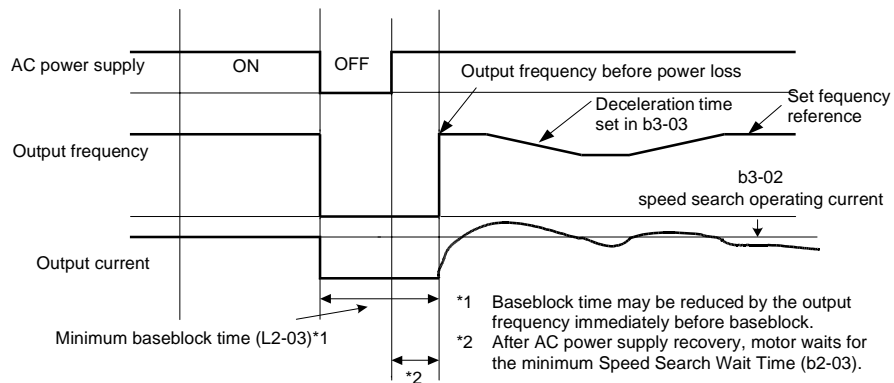 AC power supply
ON
OFF
Output frequency before power loss
Deceleration time
set in b3-03
Set fequency
reference
Output frequency
b3-02
speed search operating current
Output current
Minimum baseblock time (L2-03)*1
*2
*1 Baseblock time may be reduced by the output
frequency immediately before baseblock.
*2 After AC power supply recovery, motor waits for
the minimum Speed Search Wait Time (b2-03).